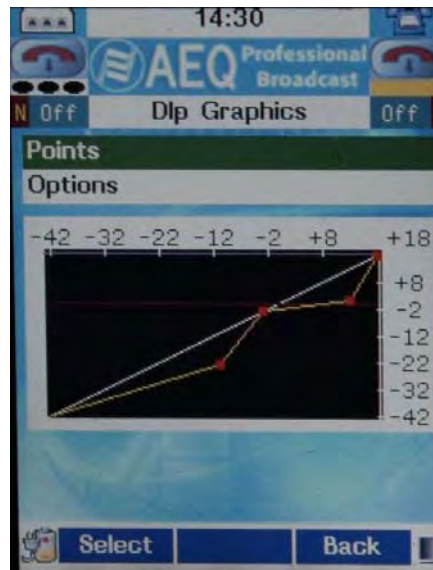 14:30
AEQ Professional Broadcast
N Off Dlp Graphics Off
Points
Options
-42 -32 -22 -12 -2 +8 +18
+8
-2
-12
-22
-32
-42
Select Back